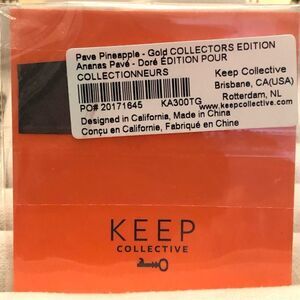 Pave Pineapple - Gold COLLECTORS EDITION
Ananas Pavé - Doré ÉDITION POUR
COLLECTIONNEURS
Keep Collective
Brisbane, CA(USA)
Rotterdam, NL
PO# 20171645 KA300TG www.keepcollective.com
Designed in California, Made in China
Conçu en Californie, Fabriqué en Chine
KEEP
COLLECTIVE